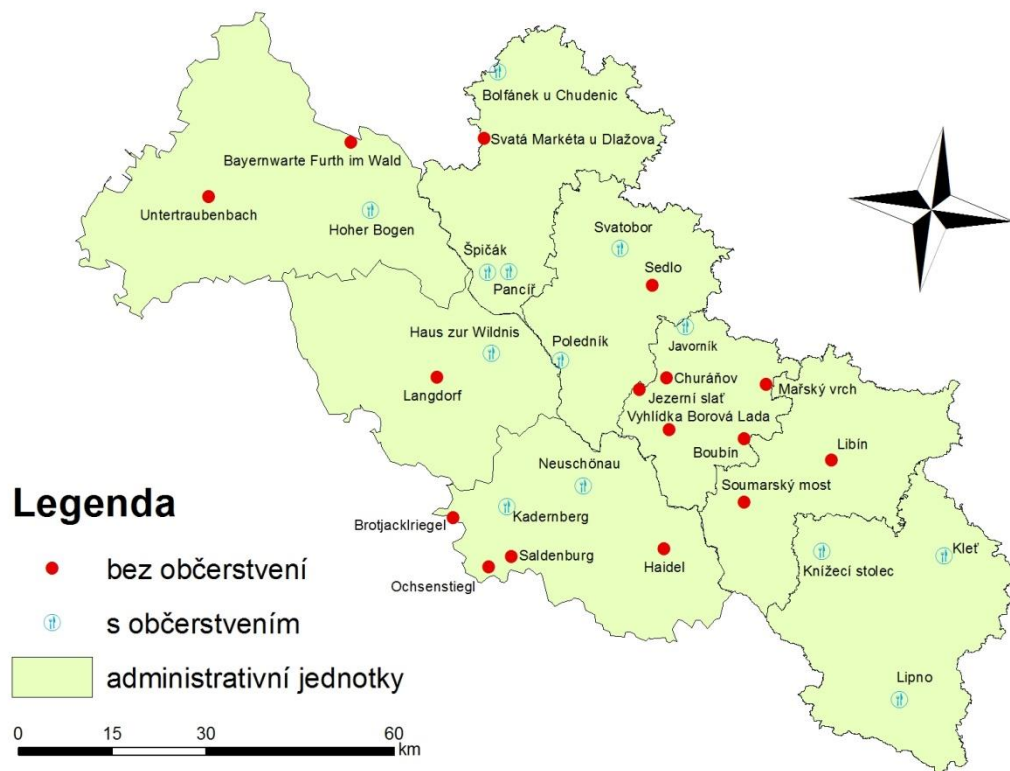 Bolfánek u Chudenic
Svatá Markéta u Dlažova
Bayernwarte Furth im Wald
Untertraubenbach
Hoher Bogen
Svatobor
Špičák
Sedlo
Pancíř
Haus zur Wildnis
Poledník
Javorník
Langdorf
Churáňov
Mařský vrch
Jezerní slať
Vyhlídka Borová Lada
Boubín
Libín
Neuschönau
Soumarský most
Kadernberg
Brotjacklriegel
Saldenburg
Haidel
Knížecí stolec
Kleť
Ochsenstiegl
Lipno
Legenda
bez občerstvení
s občerstvením
administrativní jednotky
0 15 30 60
km